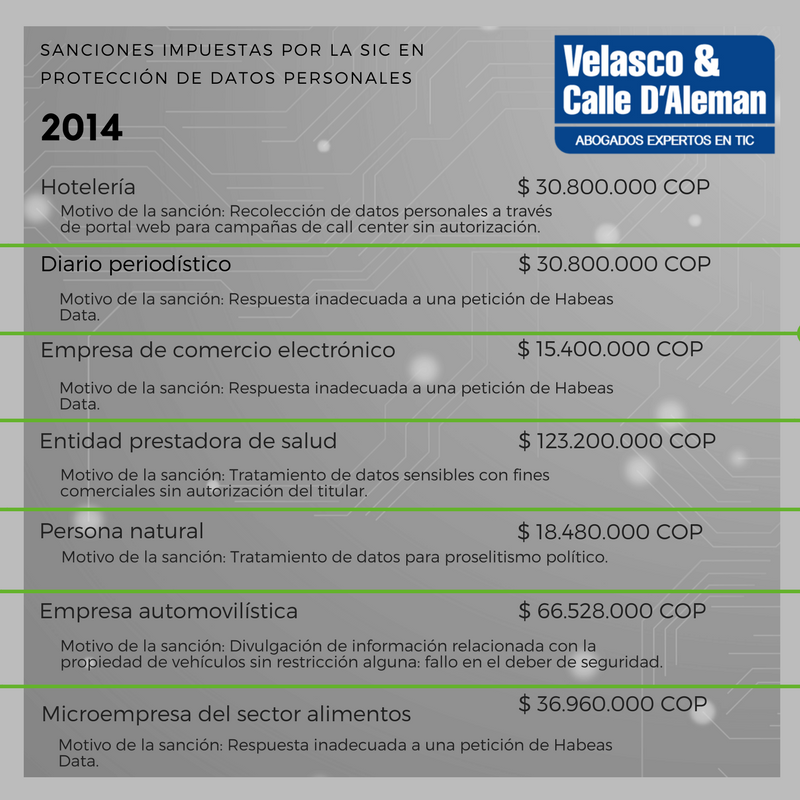 SANCIONES IMPUESTAS POR LA SIC EN
PROTECCIÓN DE DATOS PERSONALES
2014
Velasco &
Calle D'Aleman
ABOGADOS EXPERTOS EN TIC
Hotelería $ 30.800.000 COP
Motivo de la sanción: Recolección de datos personales a través
de portal web para campañas de call center sin autorización.
Diario periodístico $ 30.800.000 COP
Motivo de la sanción: Respuesta inadecuada a una petición de Habeas
Data.
Empresa de comercio electrónico $ 15.400.000 COP
Motivo de la sanción: Respuesta inadecuada a una petición de Habeas
Data.
Entidad prestadora de salud $ 123.200.000 COP
Motivo de la sanción: Tratamiento de datos sensibles con fines
comerciales sin autorización del titular.
Persona natural $ 18.480.000 COP
Motivo de la sanción: Tratamiento de datos para proselitismo político.
Empresa automovilística $ 66.528.000 COP
Motivo de la sanción: Divulgación de información relacionada con la
propiedad de vehículos sin restricción alguna: fallo en el deber de seguridad.
Microempresa del sector alimentos $ 36.960.000 COP
Motivo de la sanción: Respuesta inadecuada a una petición de Habeas
Data.